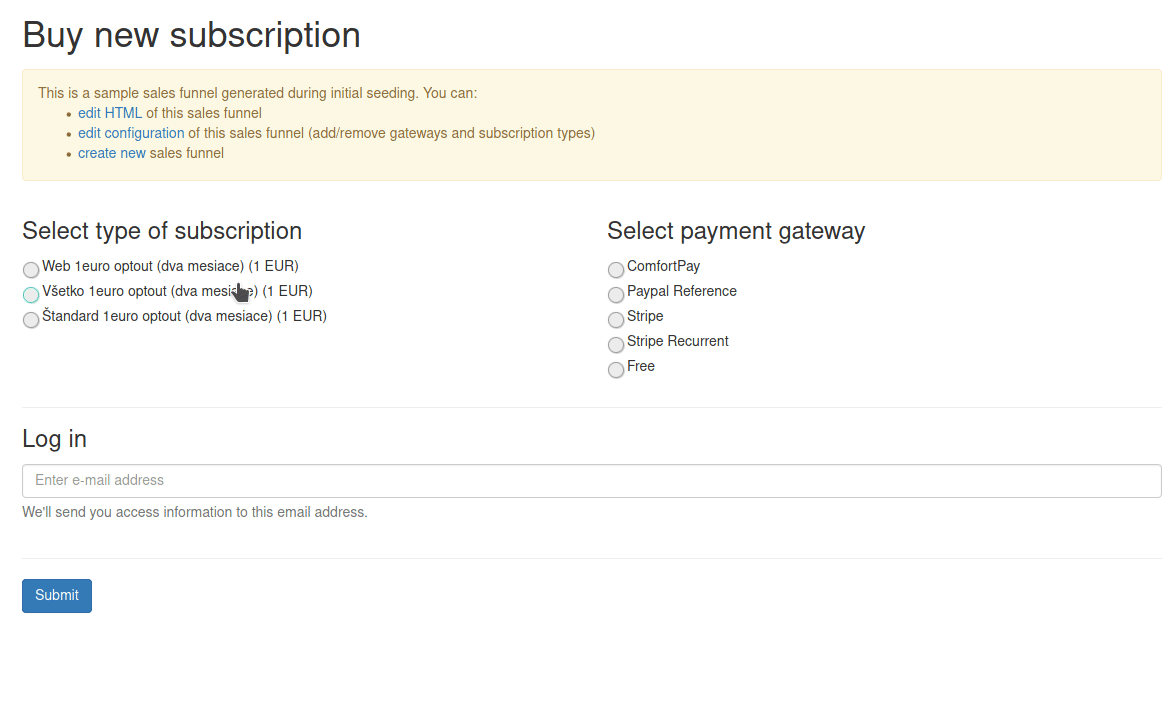 Buy new subscription
This is a sample sales funnel generated during initial seeding. You can:
edit HTML of this sales funnel
edit configuration of this sales funnel (add/remove gateways and subscription types)
create new sales funnel
Select type of subscription
Web 1euro optout (dva mesiace) (1 EUR)
Všetko 1euro optout (dva mesiace) (1 EUR)
Štandard 1euro optout (dva mesiace) (1 EUR)
Select payment gateway
ComfortPay
Paypal Reference
Stripe
Stripe Recurrent
Free
Log in
Enter e-mail address
We'll send you access information to this email address.
Submit